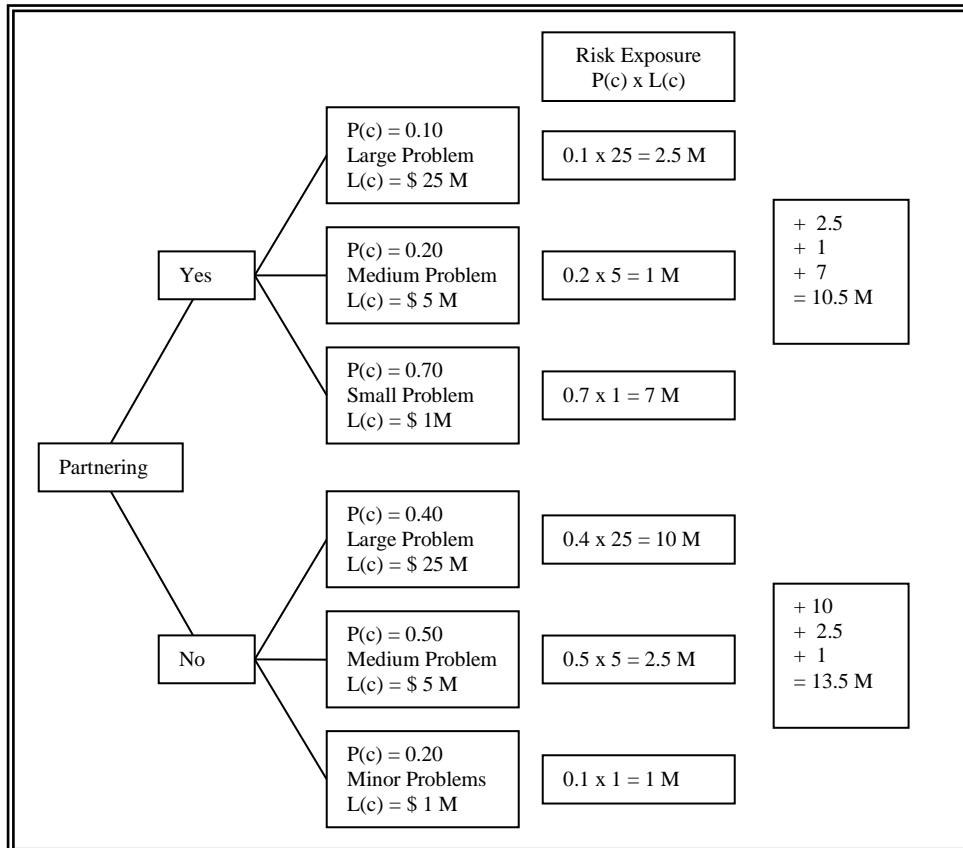 Risk Exposure
P(c) x L(c)
P(c) = 0.10
Large Problem
L(c) = $ 25 M
0.1 x 25 = 2.5 M
Yes
P(c) = 0.20
Medium Problem
L(c) = $ 5 M
0.2 x 5 = 1 M
+ 2.5
+ 1
+ 7
= 10.5 M
P(c) = 0.70
Small Problem
L(c) = $ 1M
0.7 x 1 = 7 M
Partnering
P(c) = 0.40
Large Problem
L(c) = $ 25 M
0.4 x 25 = 10 M
No
P(c) = 0.50
Medium Problem
L(c) = $ 5 M
0.5 x 5 = 2.5 M
+ 10
+ 2.5
+ 1
= 13.5 M
P(c) = 0.20
Minor Problems
L(c) = $ 1 M
0.1 x 1 = 1 M